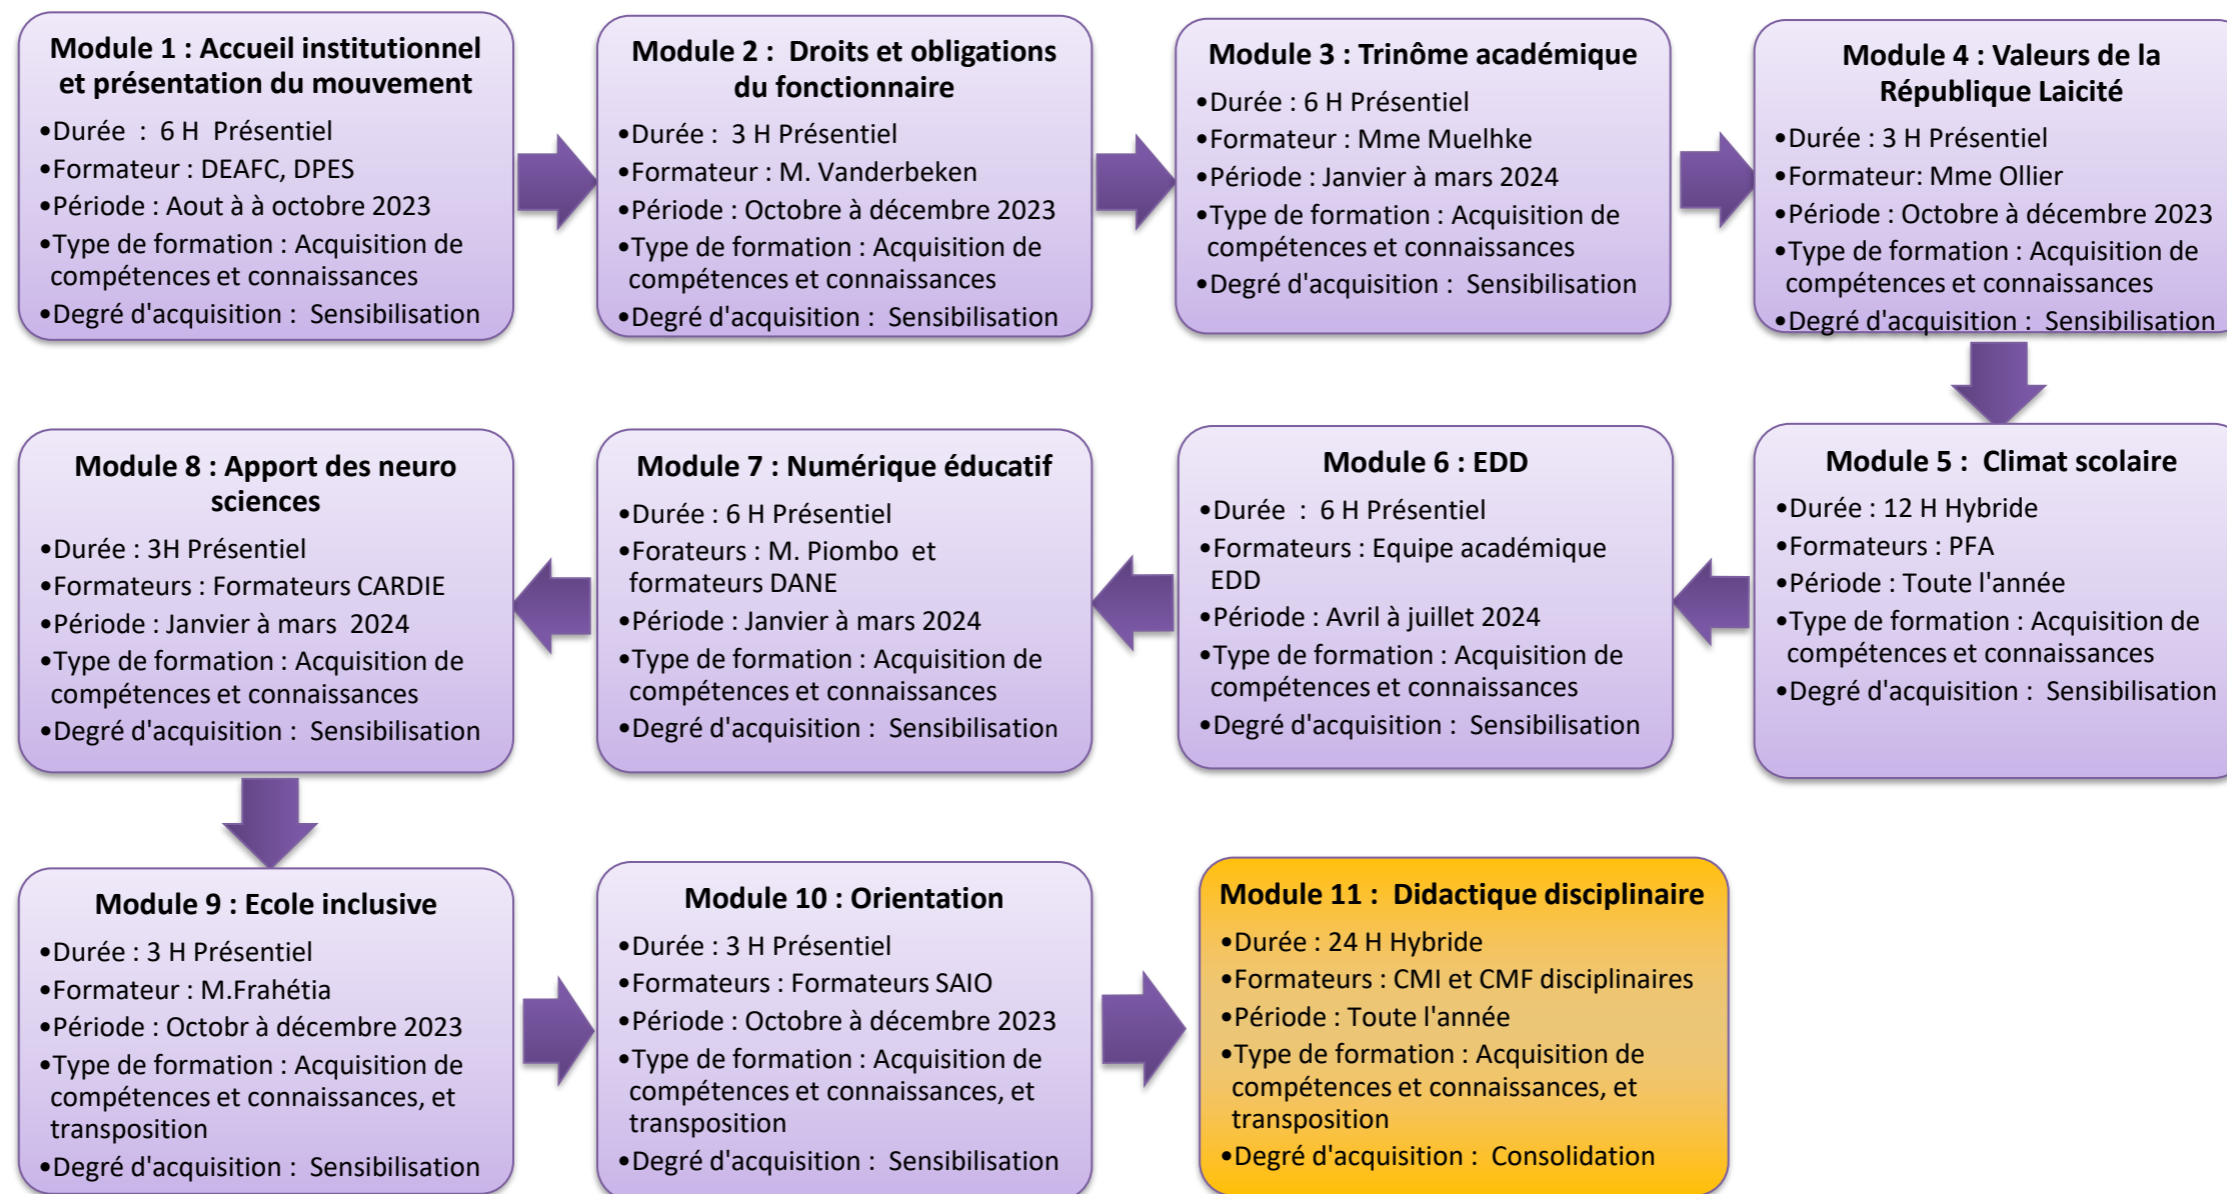 Module 1 : Accueil institutionnel
et présentation du mouvement
•Durée : 6 H Présentiel
•Formateur : DEAFC, DPES
•Période : Aout à à octobre 2023
•Type de formation : Acquisition de
compétences et connaissances
•Degré d'acquisition : Sensibilisation
Module 2 : Droits et obligations
du fonctionnaire
•Durée : 3 H Présentiel
•Formateur : M. Vanderbeken
•Période : Octobre à décembre 2023
•Type de formation : Acquisition de
compétences et connaissances
•Degré d'acquisition : Sensibilisation
Module 3 : Trinôme académique
•Durée : 6 H Présentiel
•Formateur : Mme Muelhke
•Période : Janvier à mars 2024
•Type de formation : Acquisition de
compétences et connaissances
•Degré d'acquisition : Sensibilisation
Module 4 : Valeurs de la
République Laicité
•Durée : 3 H Présentiel
•Formateur: Mme Ollier
•Période : Octobre à décembre 2023
•Type de formation : Acquisition de
compétences et connaissances
•Degré d'acquisition : Sensibilisation
Module 5 : Climat scolaire
•Durée : 12 H Hybride
•Formateurs : PFA
•Période : Toute l'année
•Type de formation : Acquisition de
compétences et connaissances
•Degré d'acquisition : Sensibilisation
Module 6 : EDD
•Durée : 6 H Présentiel
•Formateurs : Equipe académique
EDD
•Période : Avril à juillet 2024
•Type de formation : Acquisition de
compétences et connaissances
•Degré d'acquisition : Sensibilisation
Module 7 : Numérique éducatif
•Durée : 6 H Présentiel
•Forateurs : M. Piombo et
formateurs DANE
•Période : Janvier à mars 2024
•Type de formation : Acquisition de
compétences et connaissances
•Degré d'acquisition : Sensibilisation
Module 8 : Apport des neuro
sciences
•Durée : 3H Présentiel
•Formateurs : Formateurs CARDIE
•Période : Janvier à mars 2024
•Type de formation : Acquisition de
compétences et connaissances
•Degré d'acquisition : Sensibilisation
Module 9 : Ecole inclusive
•Durée : 3 H Présentiel
•Formateur : M.Frahétia
•Période : Octobr à décembre 2023
•Type de formation : Acquisition de
compétences et connaissances, et
transposition
•Degré d'acquisition : Sensibilisation
Module 10 : Orientation
•Durée : 3 H Présentiel
•Formateurs : Formateurs SAIO
•Période : Octobre à décembre 2023
•Type de formation : Acquisition de
compétences et connaissances, et
transposition
•Degré d'acquisition : Sensibilisation
Module 11 : Didactique disciplinaire
•Durée : 24 H Hybride
•Formateurs : CMI et CMF disciplinaires
•Période : Toute l'année
•Type de formation : Acquisition de
compétences et connaissances, et
transposition
•Degré d'acquisition : Consolidation